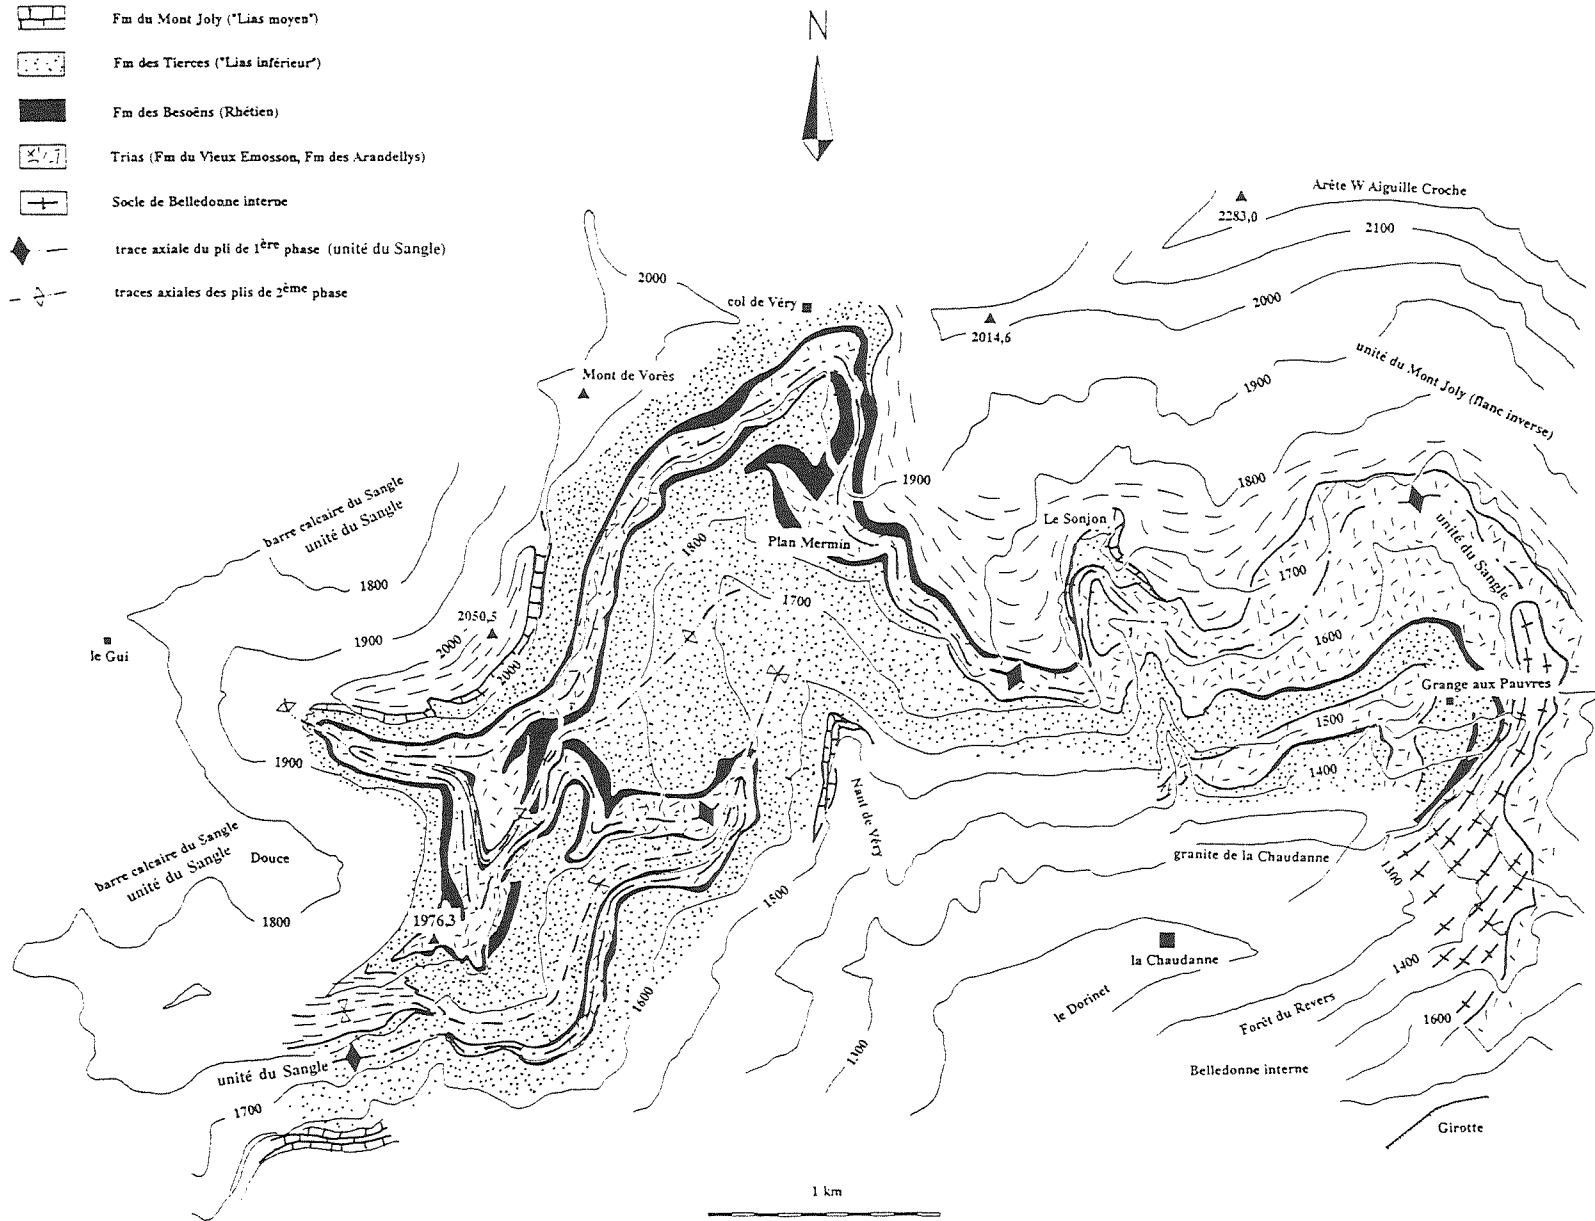 Fm du Mont Joly ("Lias moyen")
Fm des Tierces ("Lias inférieur")
Fm des Besoëns (Rhétien)
Trias (Fm du Vieux Emosson, Fm des Arandellys)
Socle de Belledonne interne
trace axiale du pli de 1ère phase (unité du Sangle)
traces axiales des plis de 2ème phase
N
Arête W Aiguille Croche
2283,0
2100
2000
2000
col de Véry
2014,6
unité du Mont Joly (flanc inverse)
Mont de Vorès
1900
1900
1800
barre calcaire du Sangle
unité du Sangle
Le Sonjon
unité du Sangle
1800
Plan Mermin
1800
1700
1700
2050,5
1900
2000
2000
le Gui
1600
Grange aux Pauvres
1500
1900
1400
Nant de Véry
barre calcaire du Sangle
unité du Sangle
Douce
granite de la Chaudanne
1300
1500
1800
1976,3
la Chaudanne
1400
le Dorinet
Forêt du Revers
1600
1600
1300
Belledonne interne
unité du Sangle
1700
Girotte
1 km